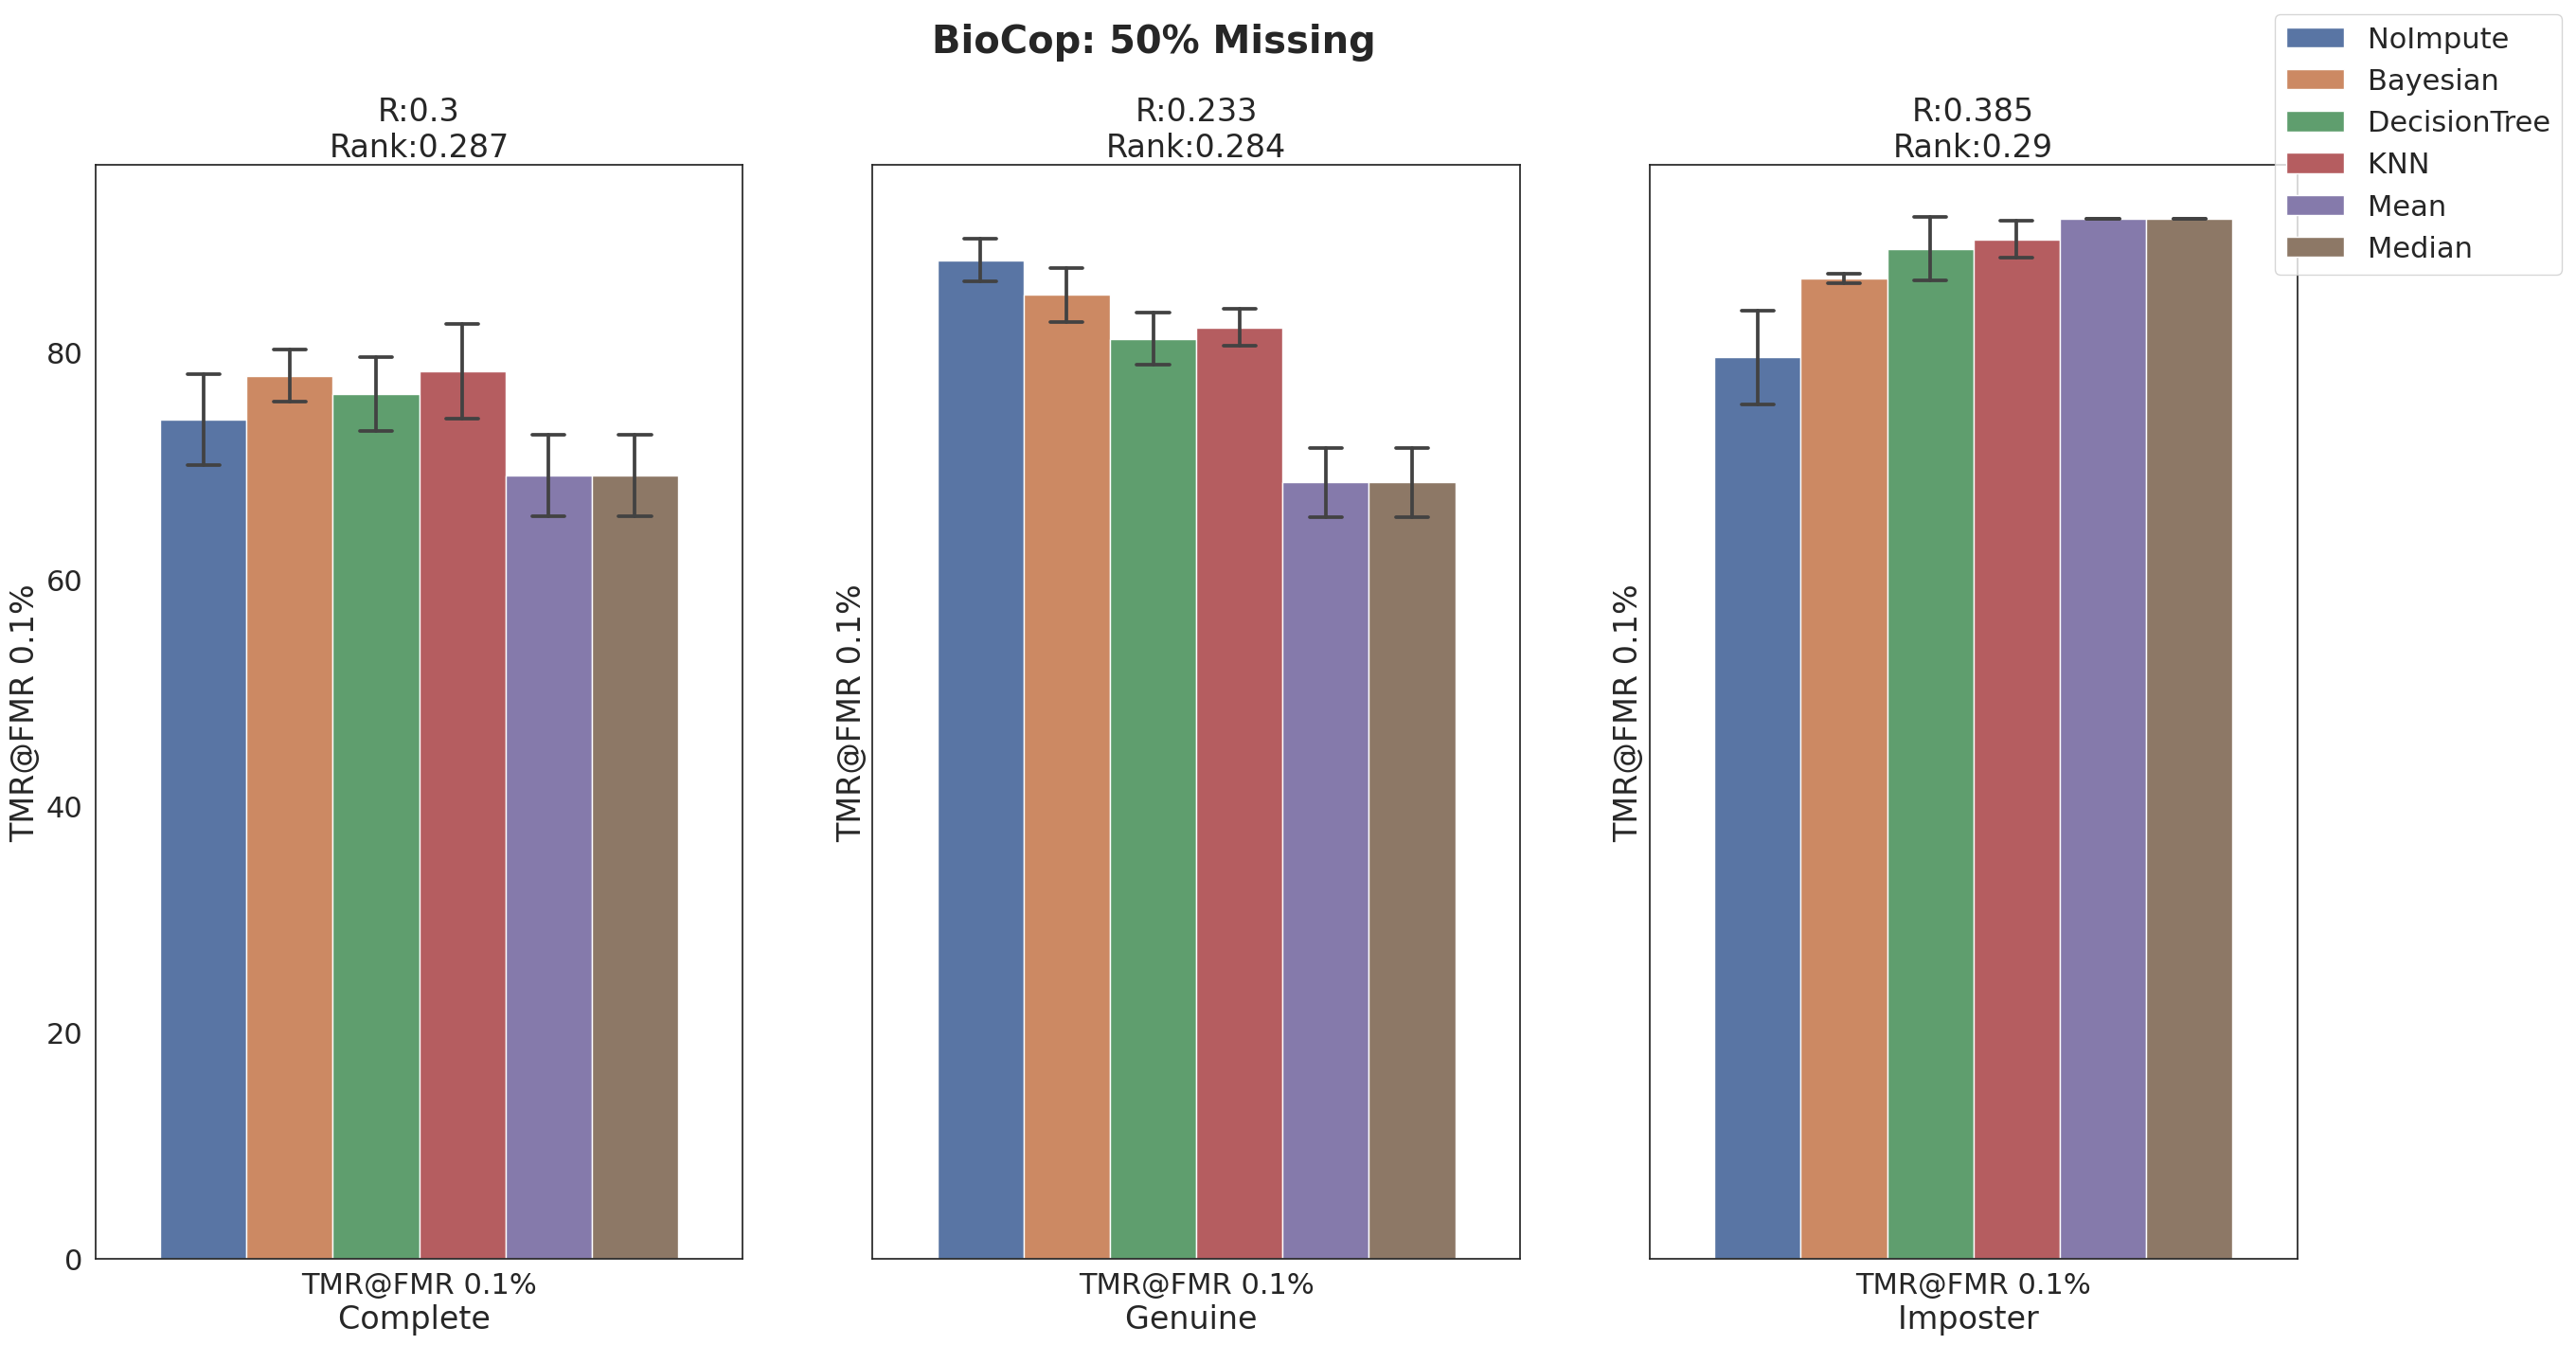 BioCop: 50% Missing
NoImpute
Bayesian
DecisionTree
KNN
Mean
Median
R:0.3
Rank:0.287
R:0.233
Rank:0.284
R:0.385
Rank:0.29
TMR@FMR 0.1%
80
60
40
20
0
TMR@FMR 0.1%
Complete
TMR@FMR 0.1%
TMR@FMR 0.1%
Genuine
TMR@FMR 0.1%
TMR@FMR 0.1%
Imposter